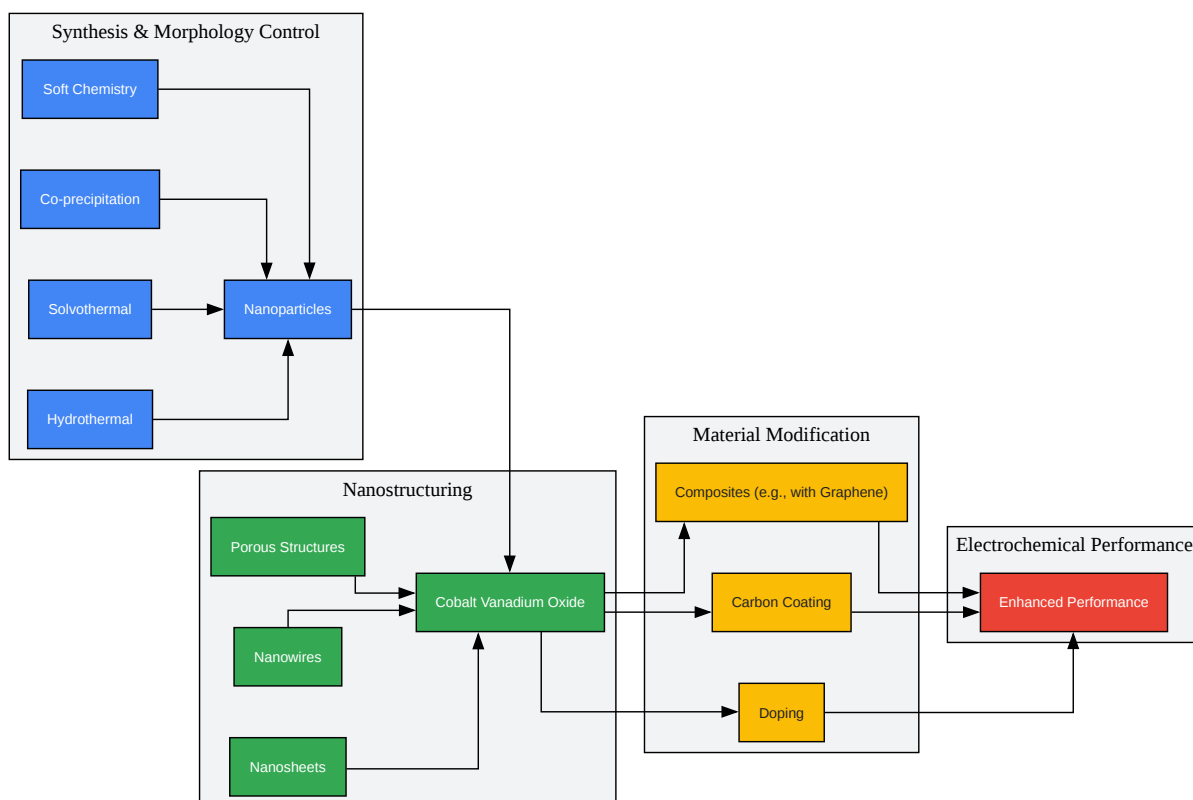 Synthesis & Morphology Control
Soft Chemistry
Co-precipitation
Solvothermal
Nanoparticles
Hydrothermal
Nanostructuring
Porous Structures
Cobalt Vanadium Oxide
Nanowires
Nanosheets
Material Modification
Composites (e.g., with Graphene)
Carbon Coating
Doping
Electrochemical Performance
Enhanced Performance